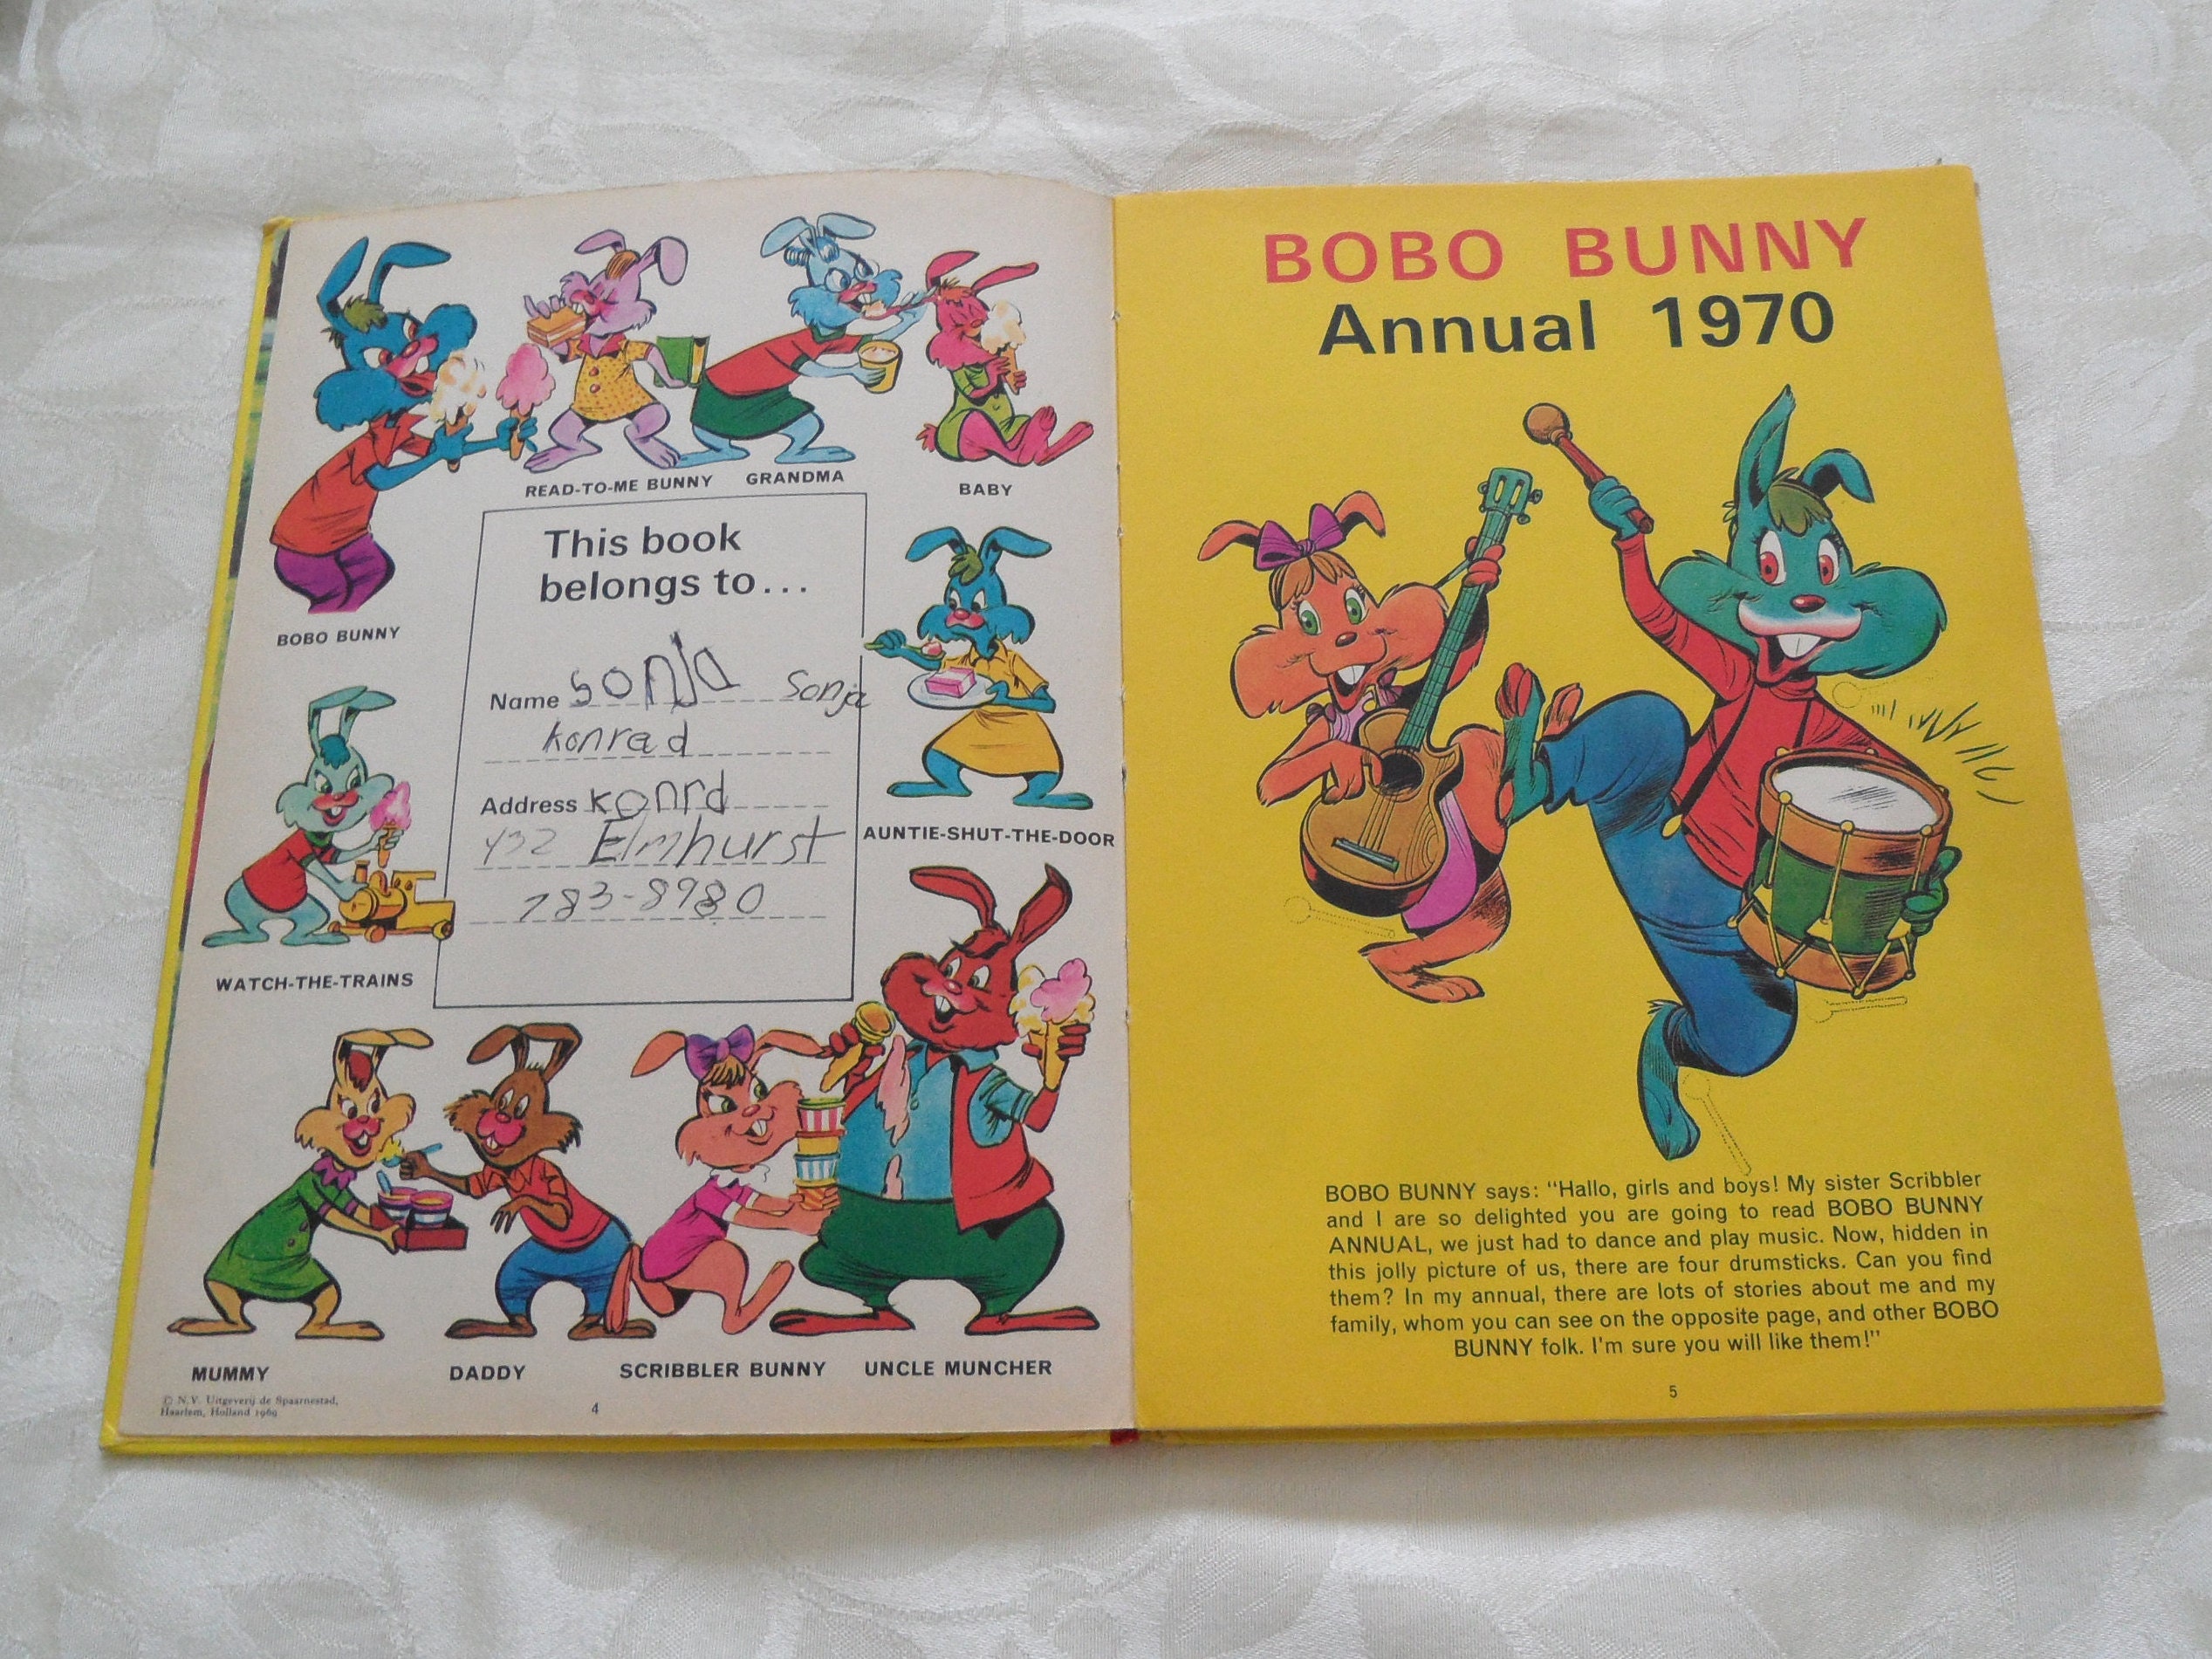 READ-TO-ME BUNNY
GRANDMA
BABY
BOBO BUNNY
This book
belongs to...
Name sonja Sonja
konrad
Address konrd
432 Elmhurst
783-8980
AUNTIE-SHUT-THE-DOOR
WATCH-THE-TRAINS
MUMMY
DADDY
SCRIBBLER BUNNY
UNCLE MUNCHER
© N.V. Uitgeverij de Spaarnestad,
Haarlem, Holland 1969
4
BOBO BUNNY
Annual 1970
BOBO BUNNY says: "Hallo, girls and boys! My sister Scribbler
and I are so delighted you are going to read BOBO BUNNY
ANNUAL, we just had to dance and play music. Now, hidden in
this jolly picture of us, there are four drumsticks. Can you find
them? In my annual, there are lots of stories about me and my
family, whom you can see on the opposite page, and other BOBO
BUNNY folk. I'm sure you will like them!"
5